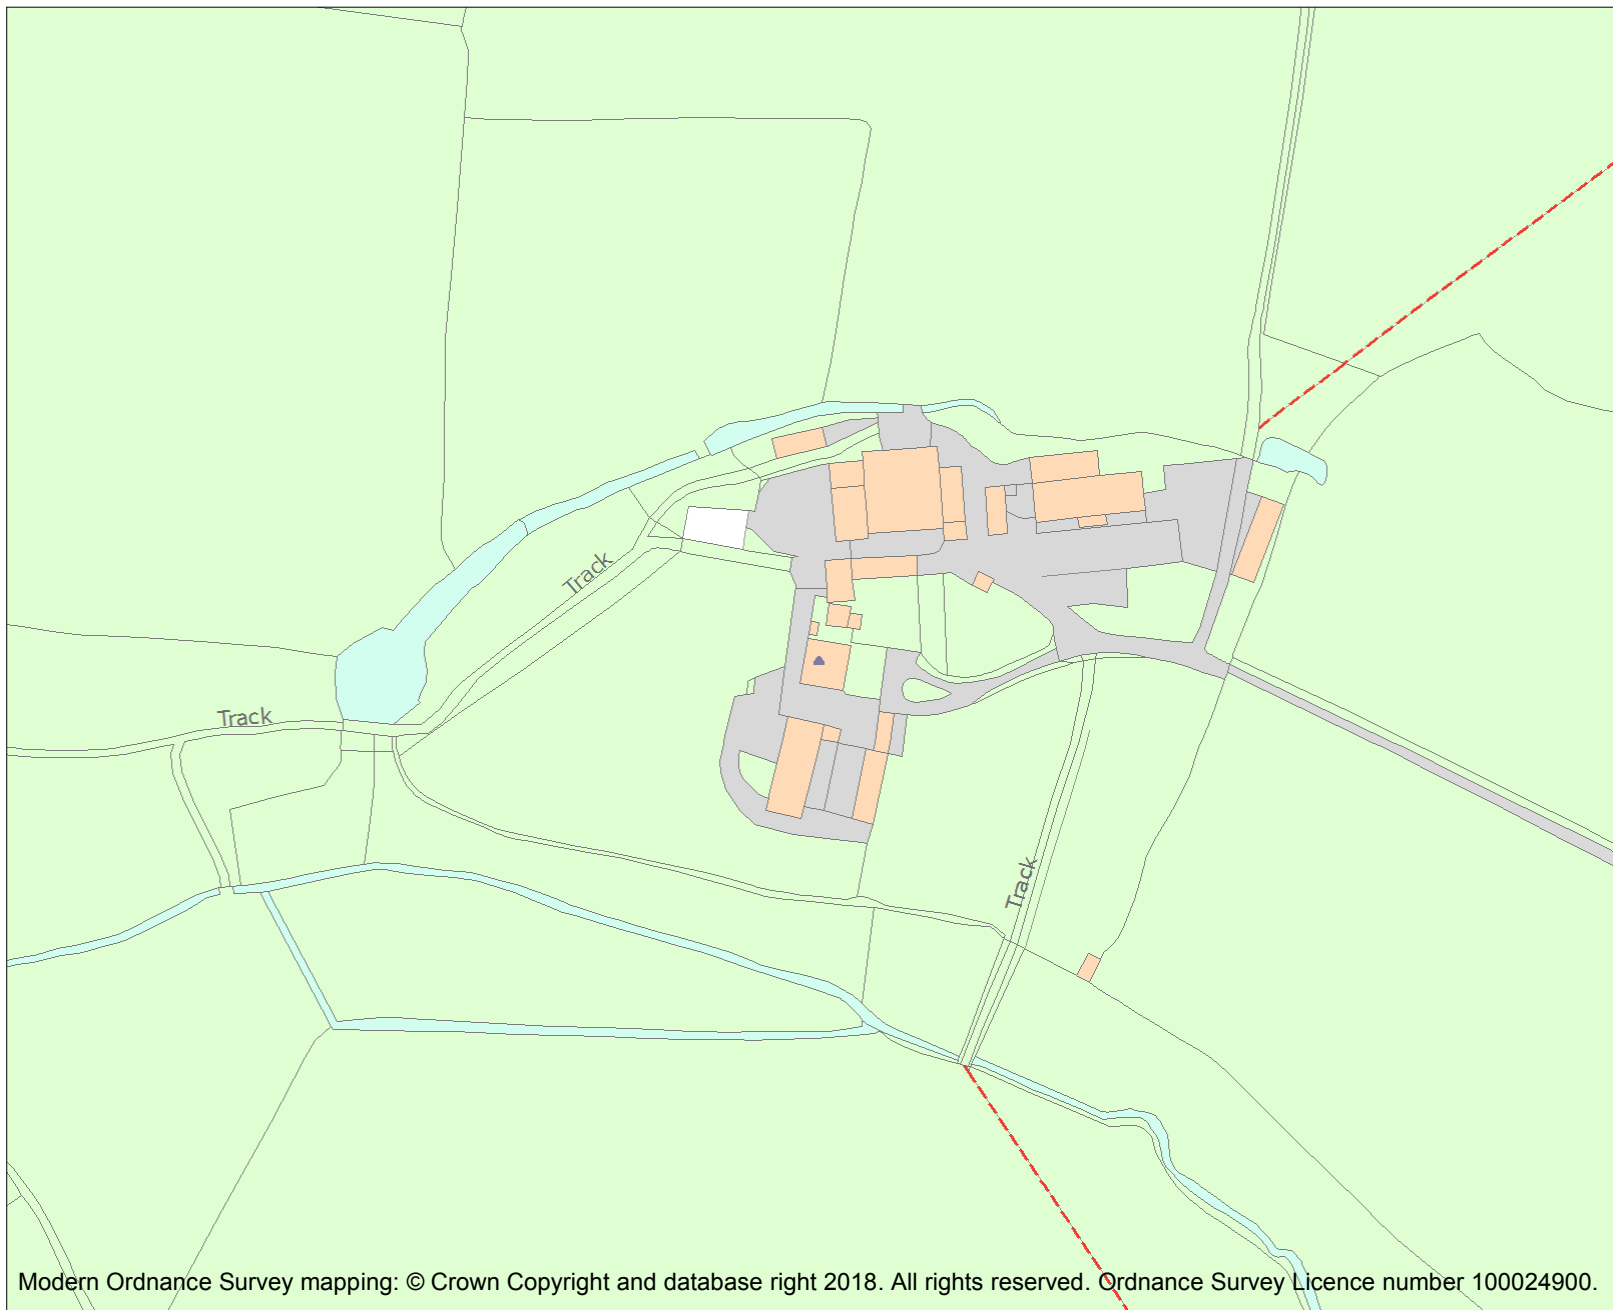 Track
Track
Track
Modern Ordnance Survey mapping: © Crown Copyright and database right 2018. All rights reserved. Ordnance Survey Licence number 100024900.